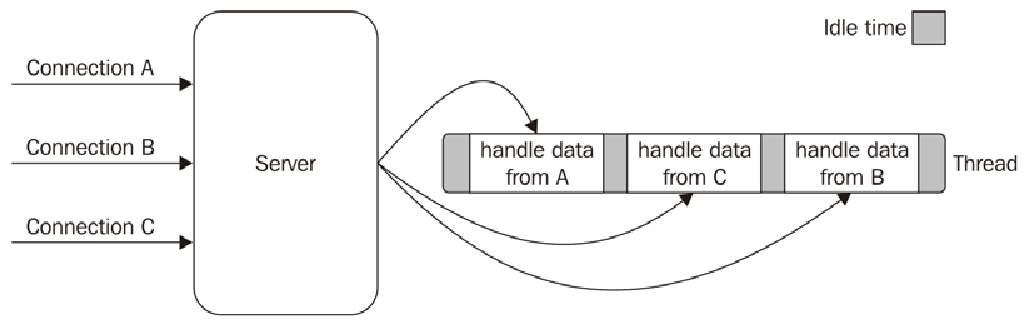 Idle time
Connection A
Connection B
Connection C
Server
handle data
from A
handle data
from C
handle data
from B
Thread